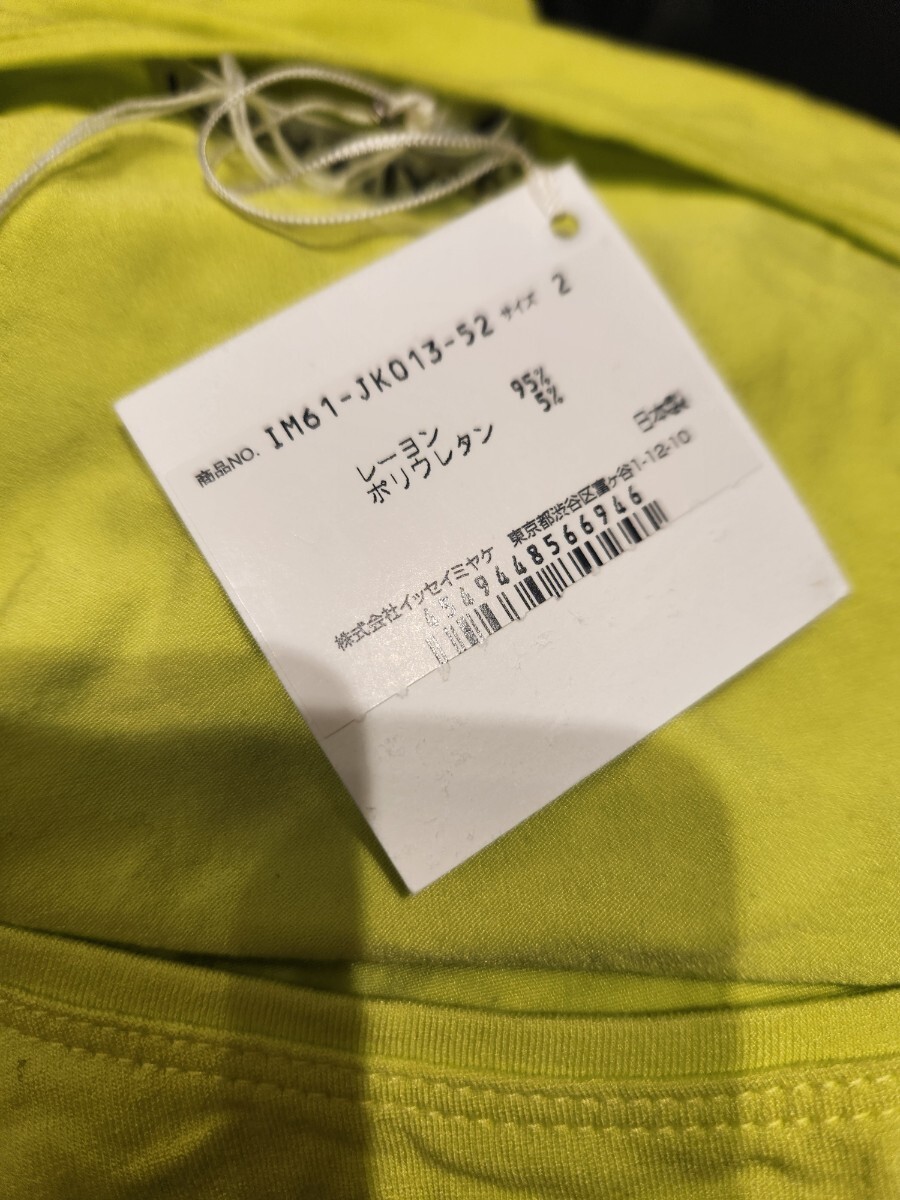 商品NO. IM61-JK013-52 サイズ 2
レーヨン 95%
ポリウレタン 5%
日本製
株式会社イッセイミヤケ 東京都渋谷区富ヶ谷1-12-10
4549448566946